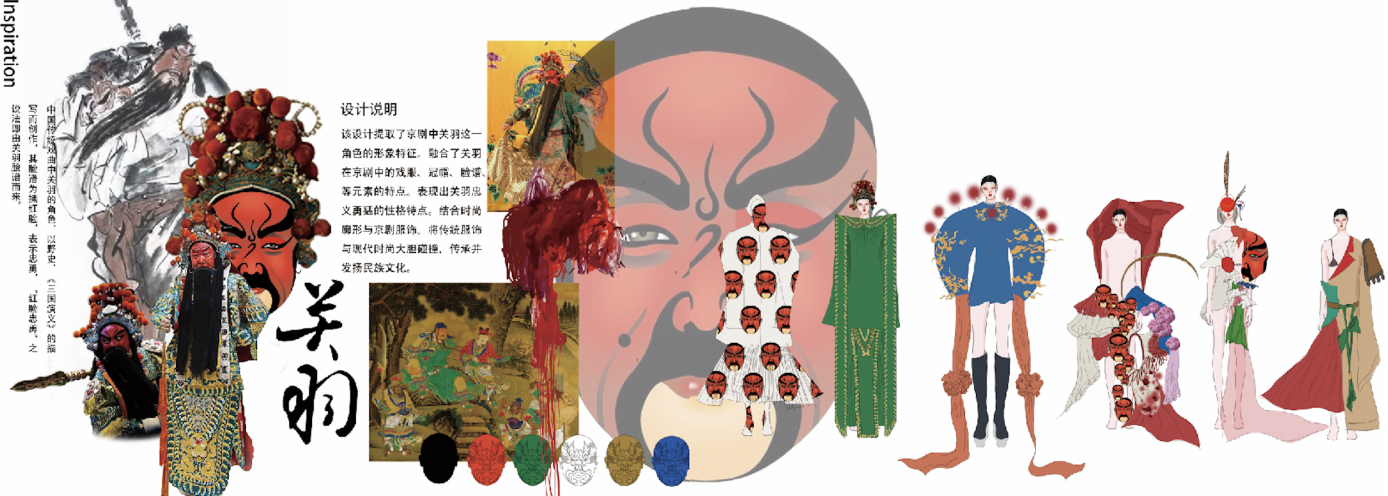 Inspiration
中国传统戏曲中关羽的角色，以野史、《三国演义》的描
写而创作，其脸谱为揉红脸，表示忠勇，“红脸忠勇”之
说法即由关羽脸谱而来。
关羽
设计说明
该设计提取了京剧中关羽这一
角色的形象特征。融合了关羽
在京剧中的戏服、冠帽、脸谱、
等元素的特点。表现出关羽忠
义勇猛的性格特点。结合时尚
廓形与京剧服饰。将传统服饰
与现代时尚大胆碰撞，传承并
发扬民族文化。